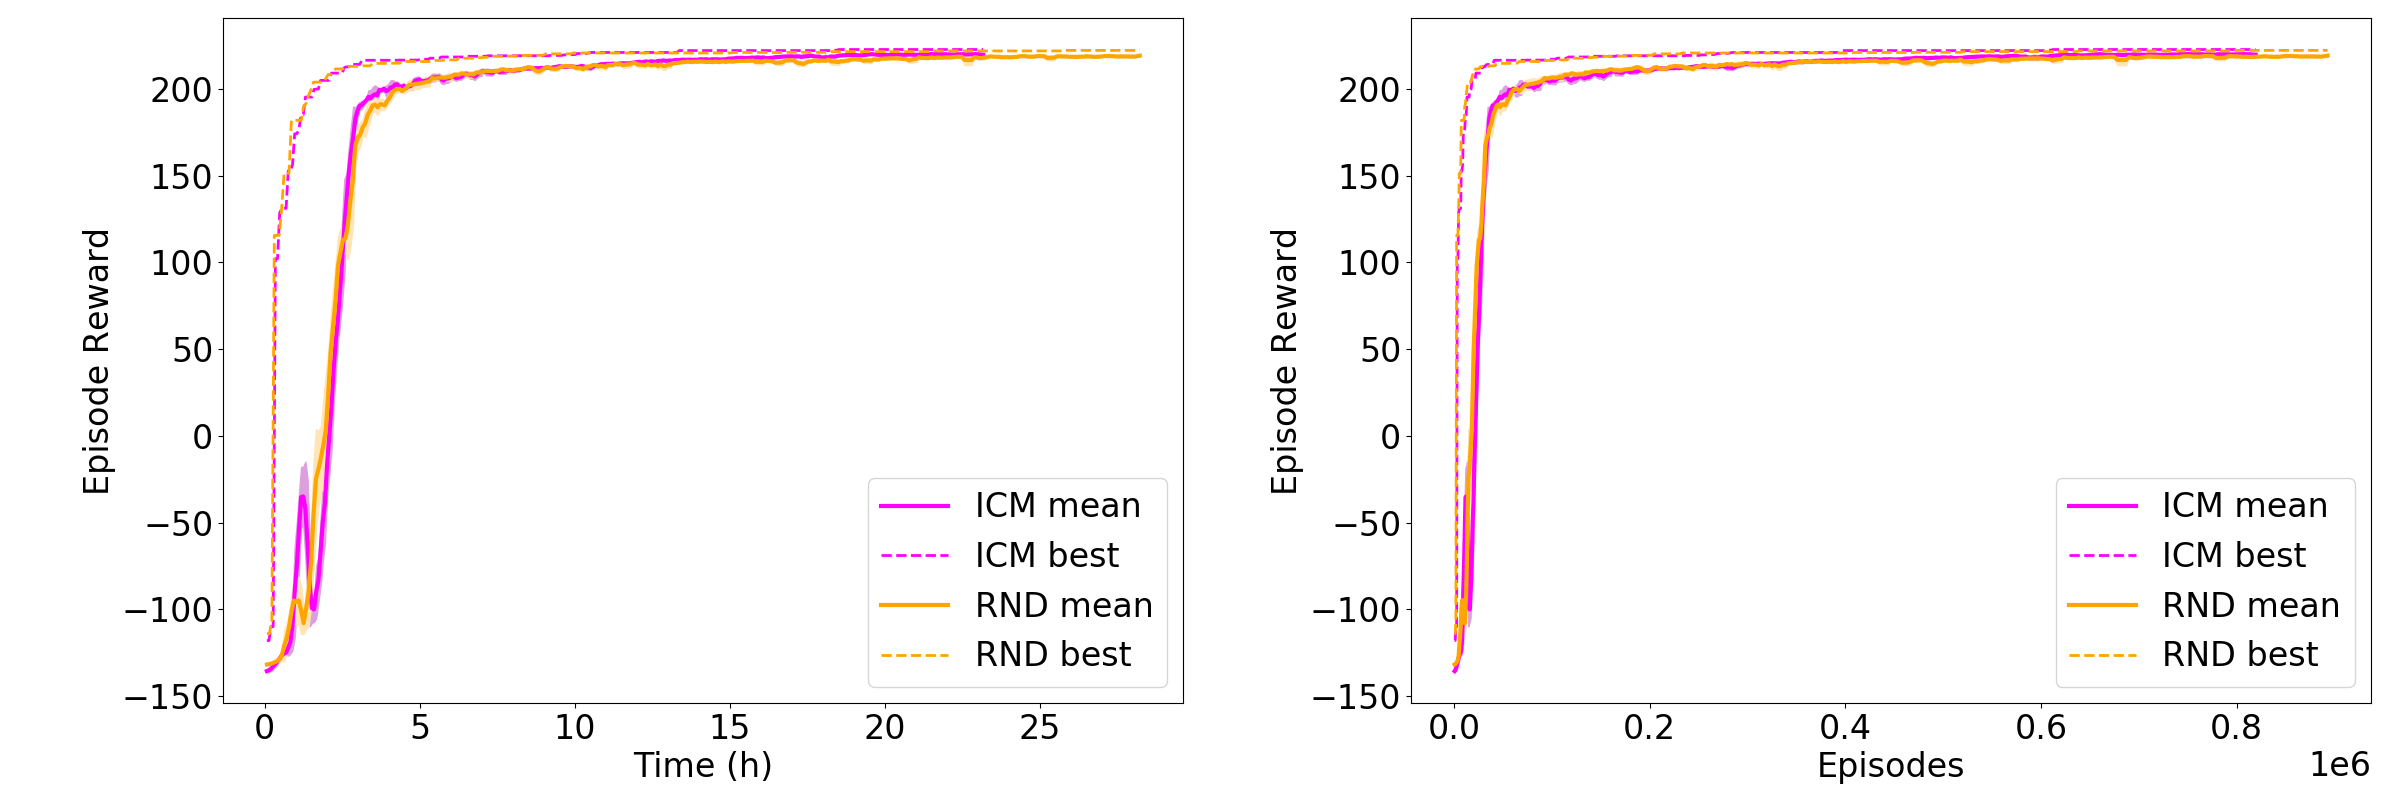 Episode Reward
200
150
100
50
0
−50
−100
−150
0
5
10
15
20
25
Time (h)
ICM mean
ICM best
RND mean
RND best
Episode Reward
200
150
100
50
0
−50
−100
−150
0.0
0.2
0.4
0.6
0.8
Episodes
1e6
ICM mean
ICM best
RND mean
RND best